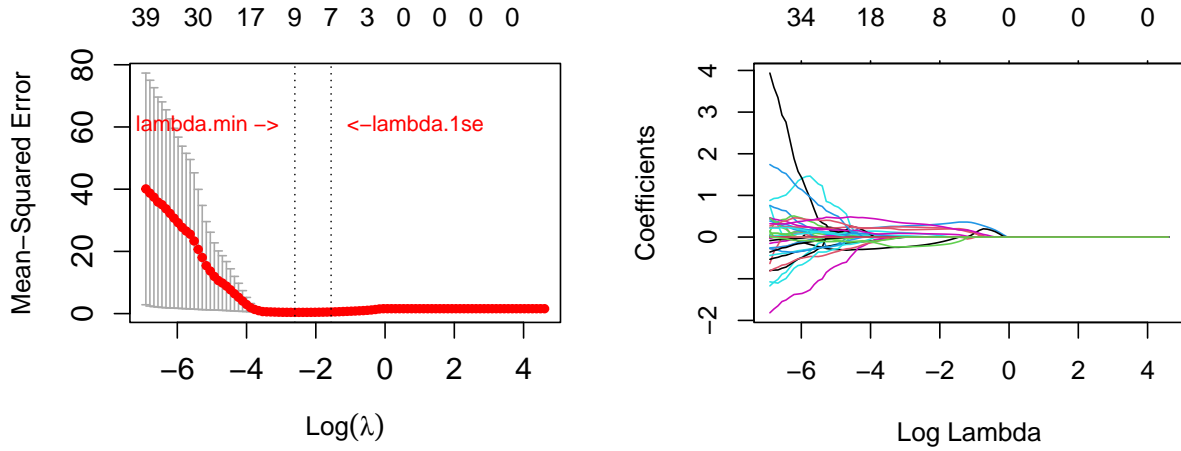 39 30 17 9 7 3 0 0 0 0
Mean−Squared Error
80
60
40
20
0
lambda.min −>
<−lambda.1se
−6 −4 −2 0 2 4
Log(λ)
34 18 8 0 0 0
Coefficients
4
3
2
1
0
−2
−6 −4 −2 0 2 4
Log Lambda